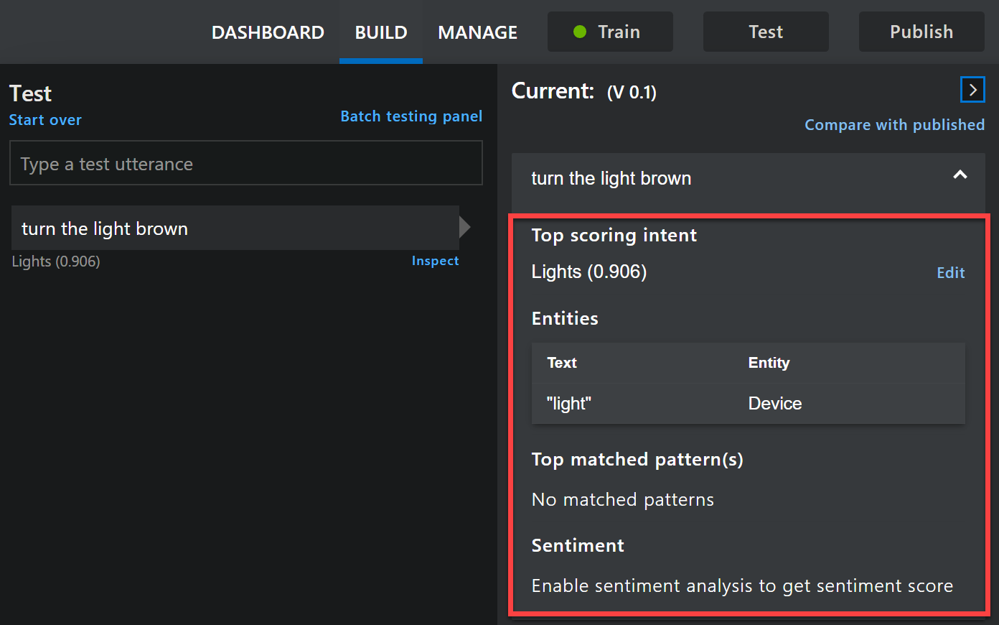 DASHBOARD BUILD MANAGE Train Test Publish
Test
Start over
Batch testing panel
Type a test utterance
turn the light brown
Lights (0.906)
Inspect
Current: (V 0.1)
Compare with published
turn the light brown
Top scoring intent
Lights (0.906)
Edit
Entities
Text Entity
"light" Device
Top matched pattern(s)
No matched patterns
Sentiment
Enable sentiment analysis to get sentiment score